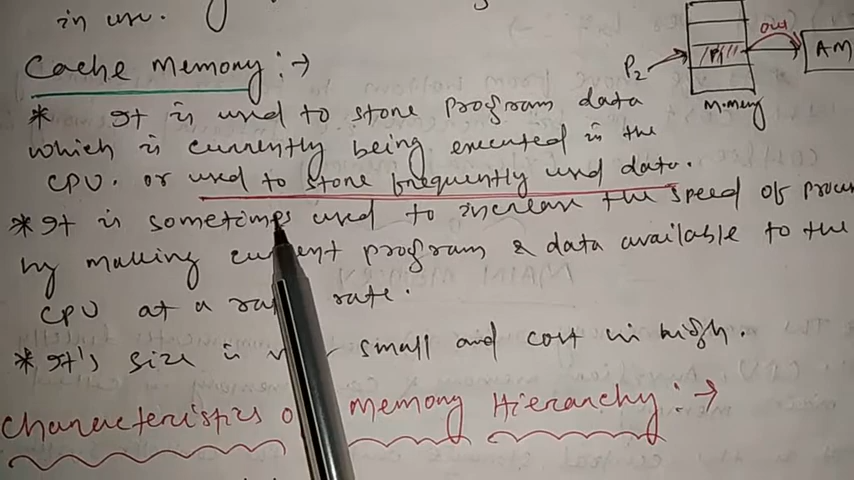 in use.
Cache Memory :→
* It is used to store program data
which is currently being executed in the
CPU. or used to store frequently used data.
* It is sometimes used to increase the speed of
by making current program & data available to the
CPU at a rate.
* It's size is small and cost is high.
Characteristics Memory Hierarchy :→
out
AM
P2
P1
Memory